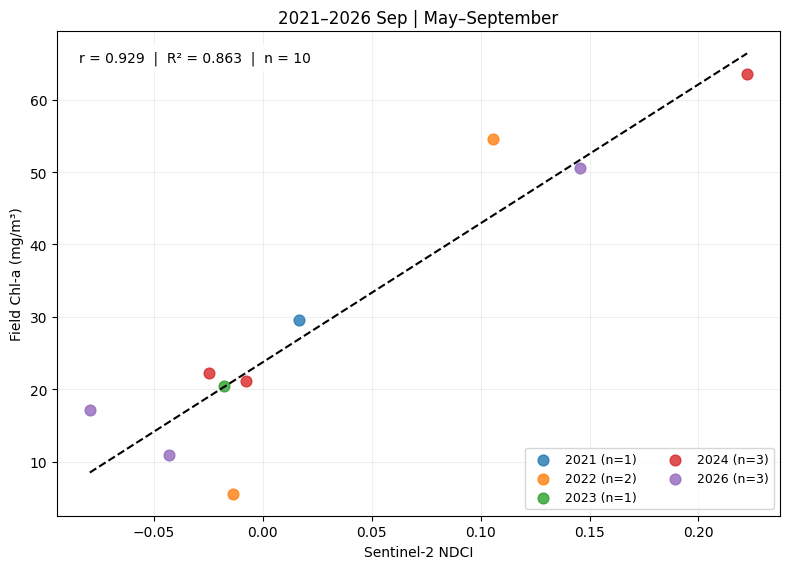 2021–2026 Sep | May–September
r = 0.929 | R² = 0.863 | n = 10
Field Chl-a (mg/m³)
60
50
40
30
20
10
−0.05
0.00
0.05
0.10
0.15
0.20
Sentinel-2 NDCI
2021 (n=1)
2022 (n=2)
2023 (n=1)
2024 (n=3)
2026 (n=3)